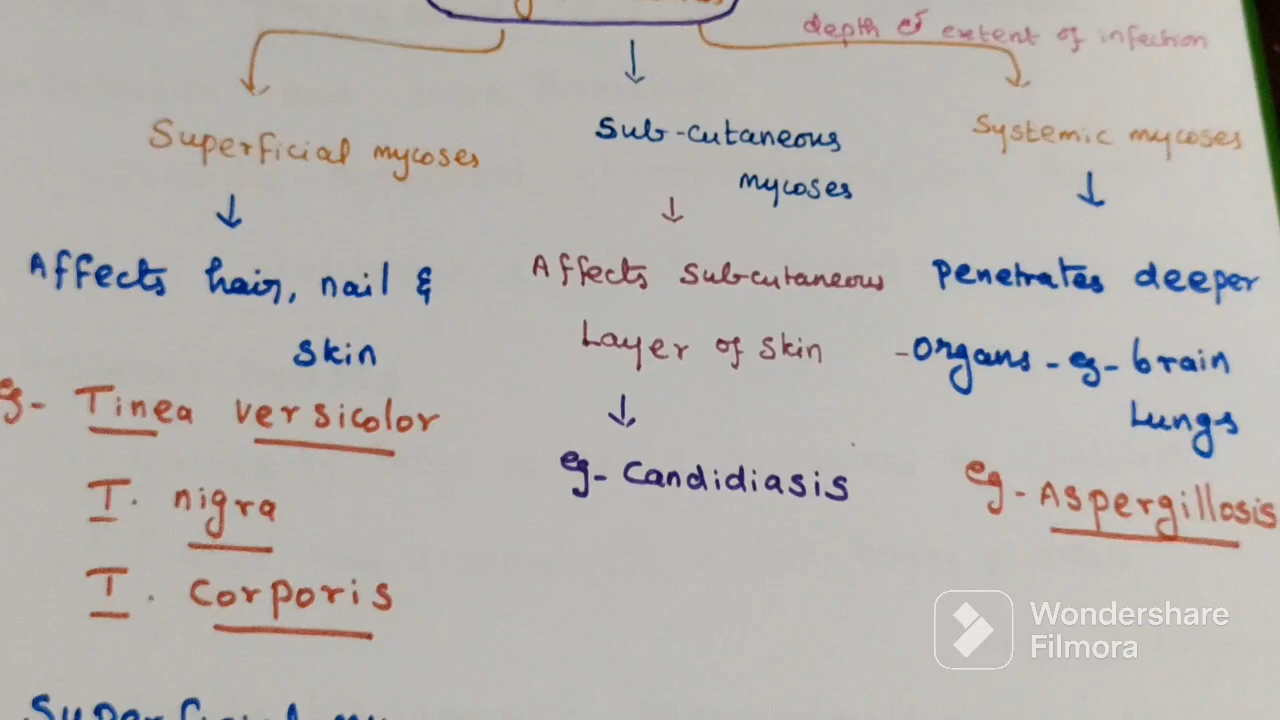 depth & extent of infection
Superficial mycoses
Sub-cutaneous
mycoses
Systemic mycoses
Affects hair, nail &
skin
eg- Tinea versicolor
T. nigra
T. corporis
Affects subcutaneous
Layer of skin
eg- Candidiasis
Penetrates deeper
-organs - eg - brain
Lungs
eg - Aspergillosis
Wondershare
Filmora
Superficial